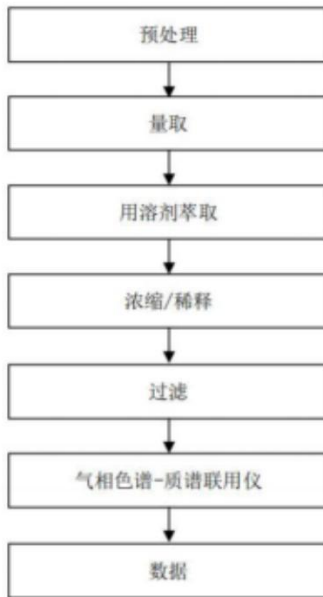 预处理
量取
用溶剂萃取
浓缩/稀释
过滤
气相色谱-质谱联用仪
数据